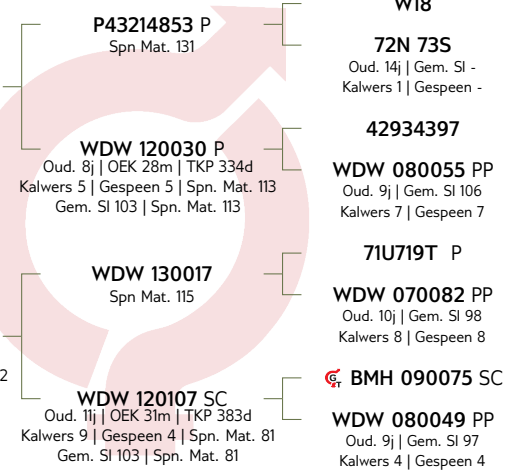 P43214853 P
Spn Mat. 131
WDW 120030 P
Oud. 8j | OEK 28m | TKP 334d
Kalwers 5 | Gespeen 5 | Spn. Mat. 113
Gem. SI 103 | Spn. Mat. 113
WDW 130017
Spn Mat. 115
2
WDW 120107 SC
Oud. 11j | OEK 31m | TKP 383d
Kalwers 9 | Gespeen 4 | Spn. Mat. 81
Gem. SI 103 | Spn. Mat. 81
W18
72N 73S
Oud. 14j | Gem. SI -
Kalwers 1 | Gespeen -
42934397
WDW 080055 PP
Oud. 9j | Gem. SI 106
Kalwers 7 | Gespeen 7
71U719T P
WDW 070082 PP
Oud. 10j | Gem. SI 98
Kalwers 8 | Gespeen 8
GT BMH 090075 SC
WDW 080049 PP
Oud. 9j | Gem. SI 97
Kalwers 4 | Gespeen 4